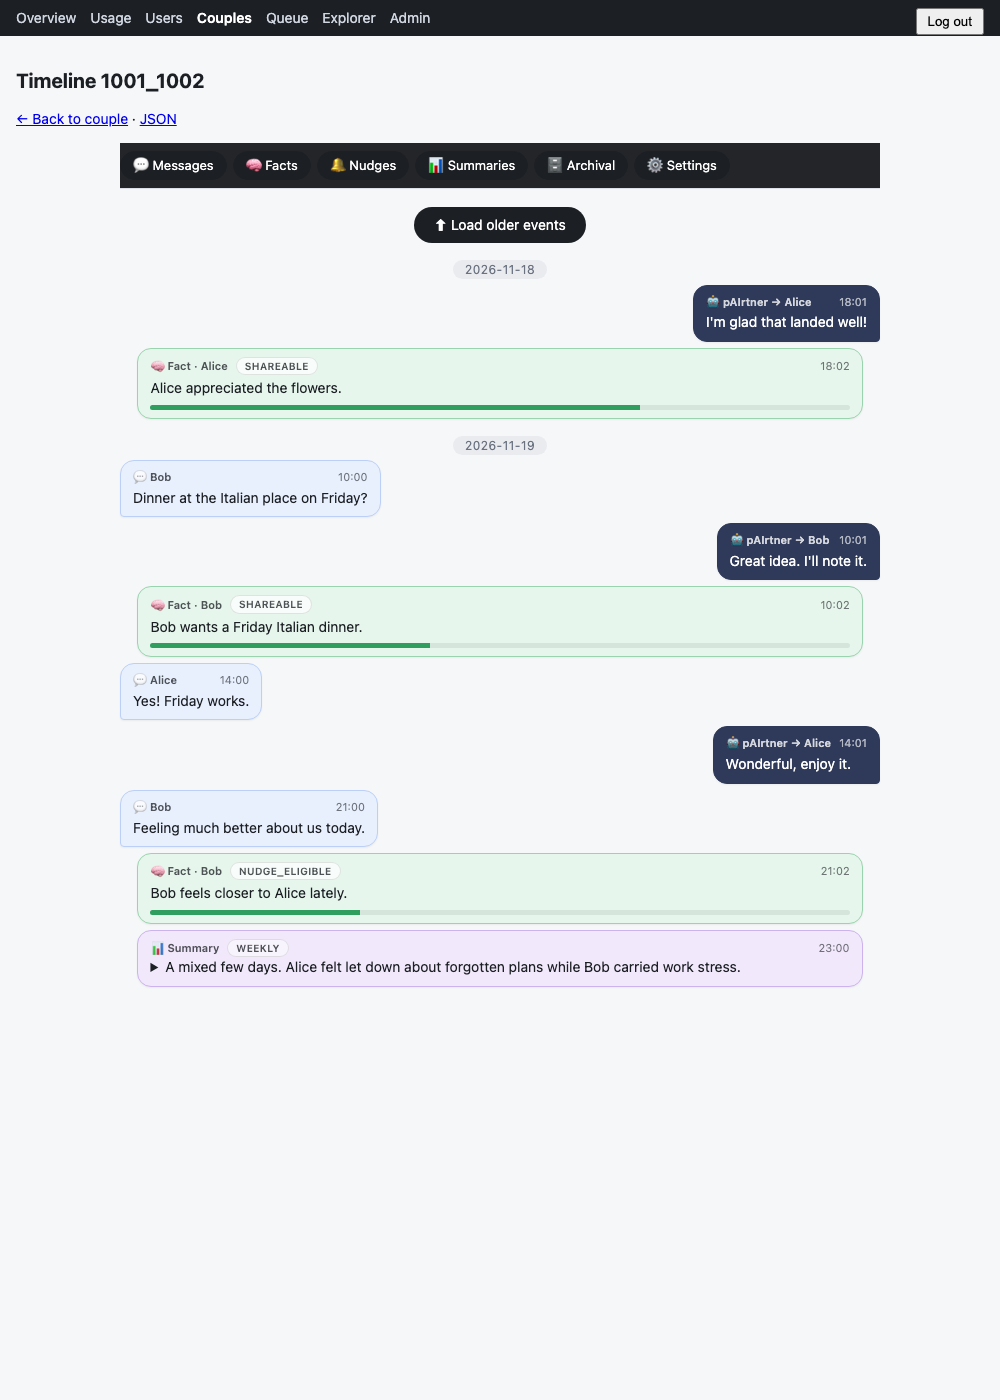 Overview Usage Users Couples Queue Explorer Admin Log out
Timeline 1001_1002
← Back to couple · JSON
💬 Messages 🧠 Facts 🔔 Nudges 📊 Summaries 🗄️ Archival ⚙️ Settings
⬆ Load older events
2026-11-18
🤖 pAIrtner → Alice 18:01
I'm glad that landed well!
🧠 Fact · Alice SHAREABLE 18:02
Alice appreciated the flowers.
2026-11-19
💬 Bob 10:00
Dinner at the Italian place on Friday?
🤖 pAIrtner → Bob 10:01
Great idea. I'll note it.
🧠 Fact · Bob SHAREABLE 10:02
Bob wants a Friday Italian dinner.
💬 Alice 14:00
Yes! Friday works.
🤖 pAIrtner → Alice 14:01
Wonderful, enjoy it.
💬 Bob 21:00
Feeling much better about us today.
🧠 Fact · Bob NUDGE_ELIGIBLE 21:02
Bob feels closer to Alice lately.
📊 Summary WEEKLY 23:00
▶ A mixed few days. Alice felt let down about forgotten plans while Bob carried work stress.